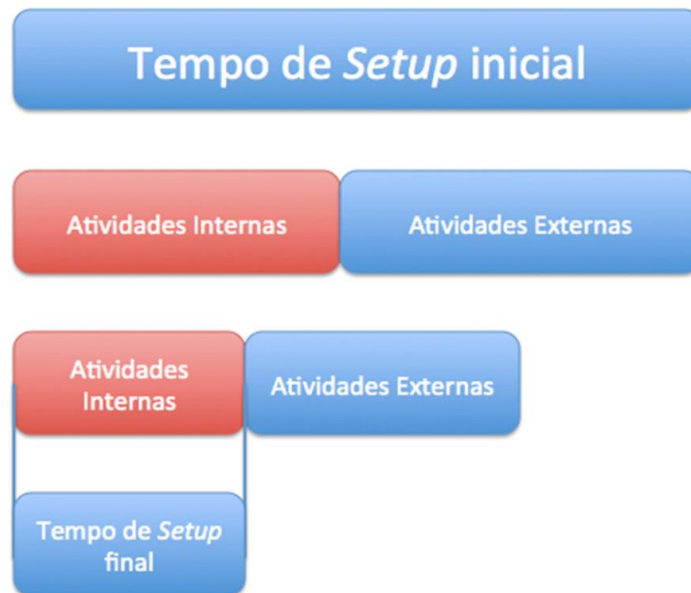 Tempo de Setup inicial
Atividades Internas
Atividades Externas
Atividades
Internas
Atividades Externas
Tempo de Setup
final